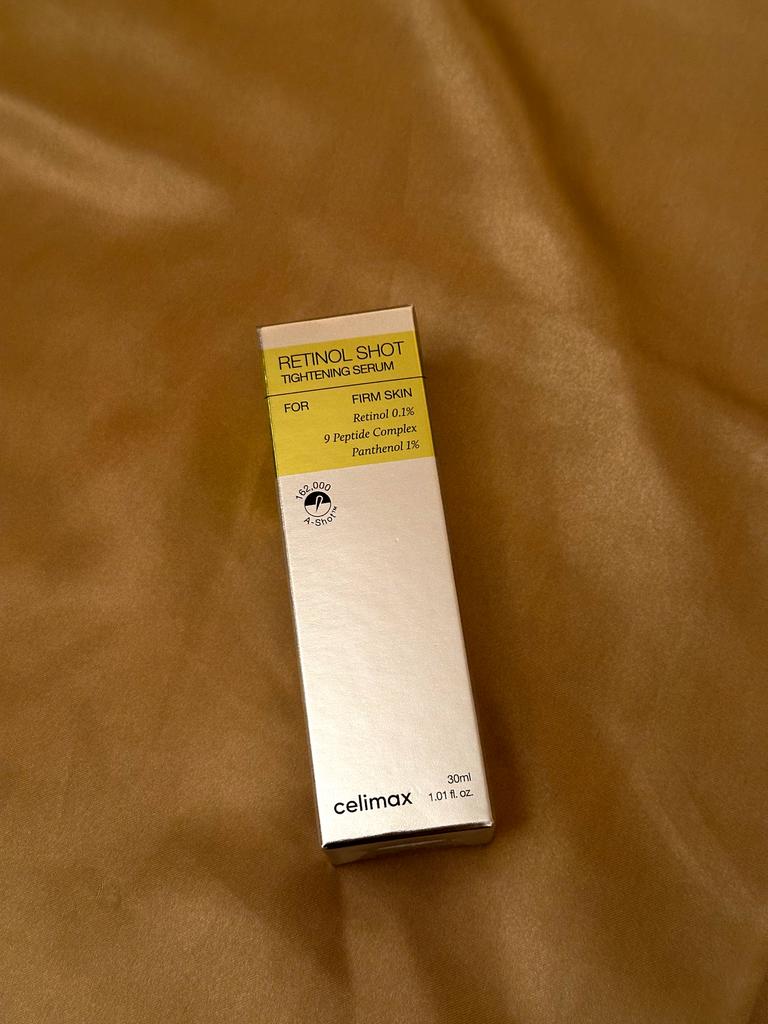 RETINOL SHOT
TIGHTENING SERUM
FOR FIRM SKIN
Retinol 0.1%
9 Peptide Complex
Panthenol 1%
162,000
A-Shot™
30ml
celimax 1.01 fl. oz.